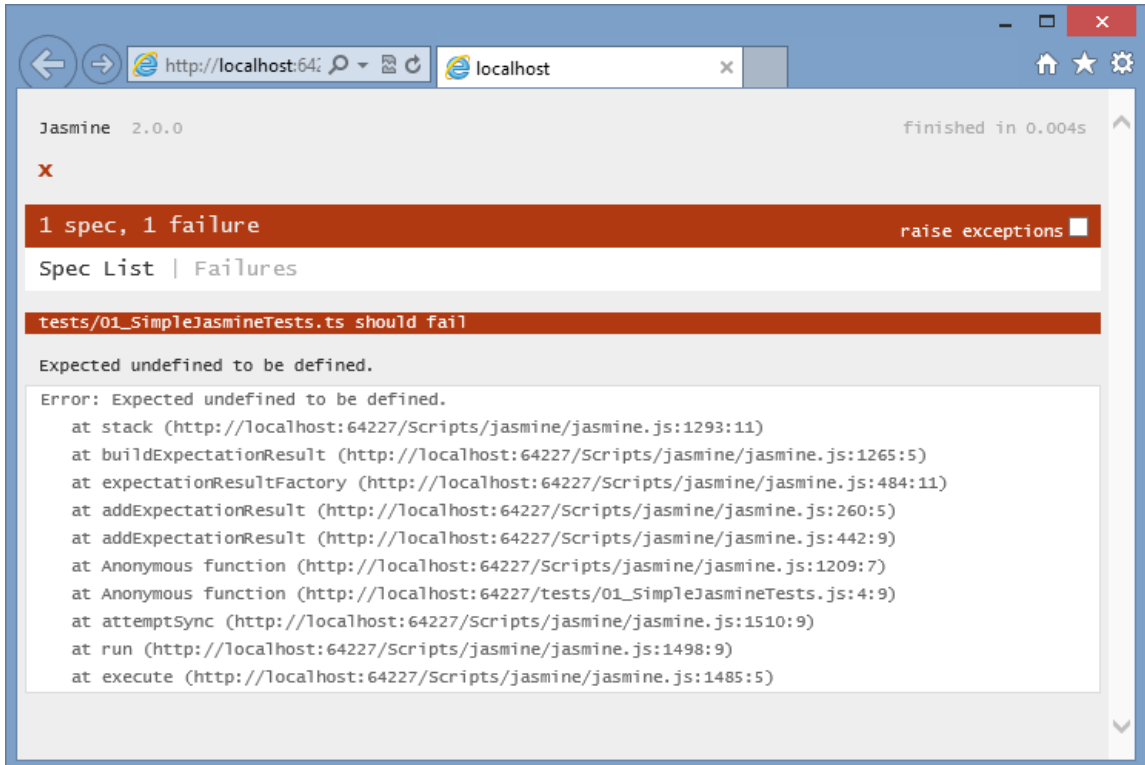 http://localhost:642
localhost
Jasmine 2.0.0
finished in 0.004s
x
1 spec, 1 failure
raise exceptions
Spec List | Failures
tests/01_SimpleJasmineTests.ts should fail
Expected undefined to be defined.
Error: Expected undefined to be defined.
at stack (http://localhost:64227/Scripts/jasmine/jasmine.js:1293:11)
at buildExpectationResult (http://localhost:64227/Scripts/jasmine/jasmine.js:1265:5)
at expectationResultFactory (http://localhost:64227/Scripts/jasmine/jasmine.js:484:11)
at addExpectationResult (http://localhost:64227/Scripts/jasmine/jasmine.js:260:5)
at addExpectationResult (http://localhost:64227/Scripts/jasmine/jasmine.js:442:9)
at Anonymous function (http://localhost:64227/Scripts/jasmine/jasmine.js:1209:7)
at Anonymous function (http://localhost:64227/tests/01_SimpleJasmineTests.js:4:9)
at attemptSync (http://localhost:64227/Scripts/jasmine/jasmine.js:1510:9)
at run (http://localhost:64227/Scripts/jasmine/jasmine.js:1498:9)
at execute (http://localhost:64227/Scripts/jasmine/jasmine.js:1485:5)